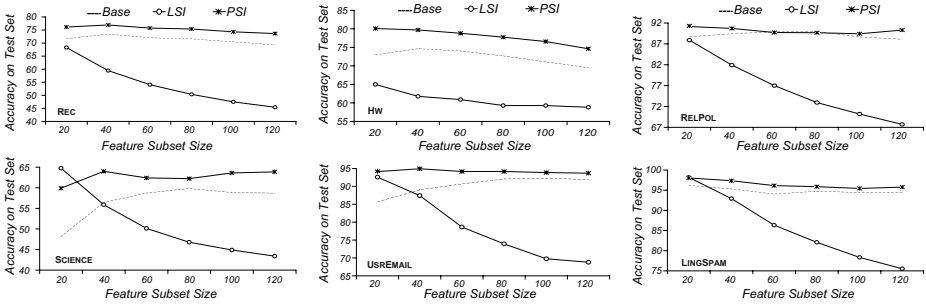 Base LSI PSI
Accuracy on Test Set
80
75
70
65
60
55
50
45
40
REC
20 40 60 80 100 120
Feature Subset Size
Base LSI PSI
Accuracy on Test Set
85
80
75
70
65
60
55
HW
20 40 60 80 100 120
Feature Subset Size
Base LSI PSI
Accuracy on Test Set
92
87
82
77
72
67
RELPOL
20 40 60 80 100 120
Feature Subset Size
Accuracy on Test Set
65
60
55
50
45
40
SCIENCE
20 40 60 80 100 120
Feature Subset Size
Accuracy on Test Set
95
90
85
80
75
70
65
USREMAIL
20 40 60 80 100 120
Feature Subset Size
Accuracy on Test Set
100
95
90
85
80
75
LINGSPAM
20 40 60 80 100 120
Feature Subset Size